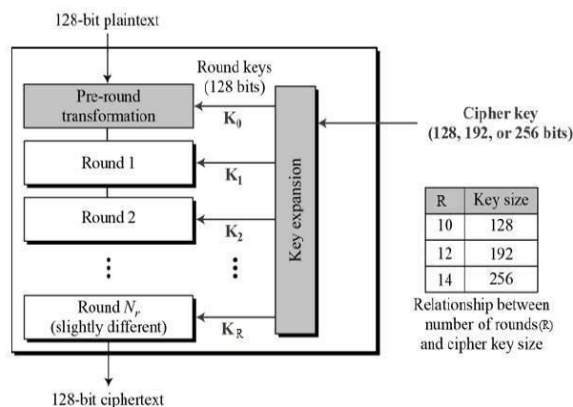 128-bit plaintext
Round keys
(128 bits)
Pre-round
transformation
K₀
Cipher key
(128, 192, or 256 bits)
Round 1
K₁
Key expansion
Round 2
K₂
R Key size
10 128
12 192
14 256
Relationship between
number of rounds(R)
and cipher key size
Round Nᵣ
(slightly different)
K_R
128-bit ciphertext